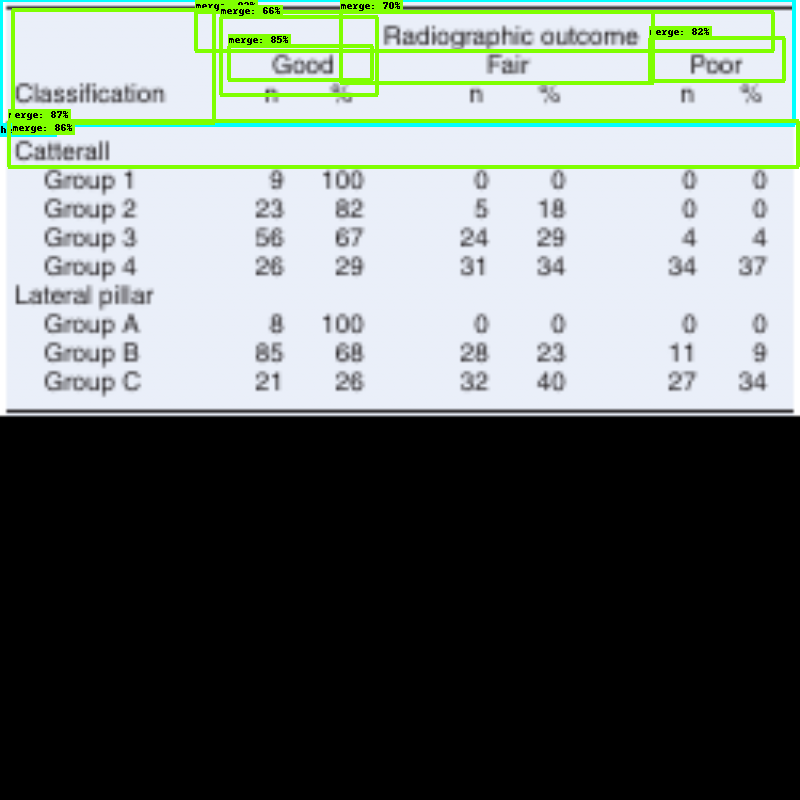 merge: 66%
merge: 70%
merge: 85%
merge: 82%
Radiographic outcome
Good Fair Poor
Classification n % n % n %
erge: 87%
merge: 86%
Catterall
Group 1 9 100 0 0 0 0
Group 2 23 82 5 18 0 0
Group 3 56 67 24 29 4 4
Group 4 26 29 31 34 34 37
Lateral pillar
Group A 8 100 0 0 0 0
Group B 85 68 28 23 11 9
Group C 21 26 32 40 27 34